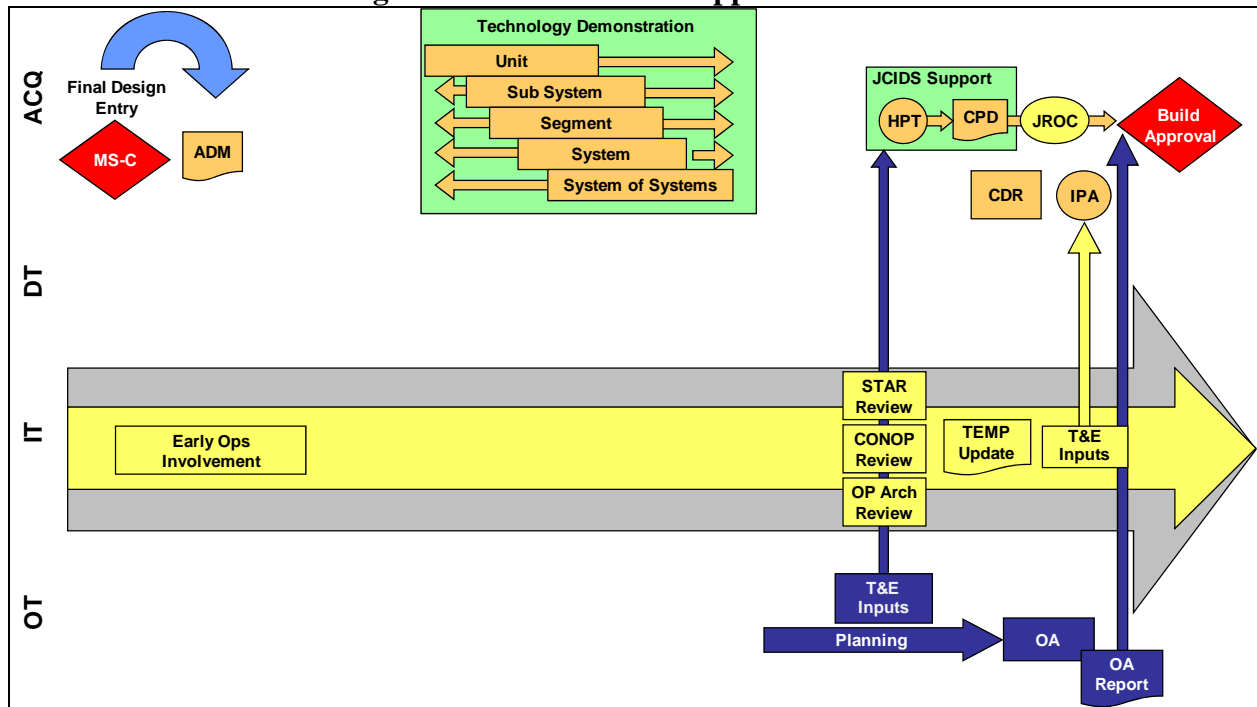 Technology Demonstration
ACQ
Final Design
Entry
MS-C
ADM
Unit
Sub System
Segment
System
System of Systems
JCIDS Support
HPT
CPD
JROC
Build
Approval
CDR
IPA
DT
IT
Early Ops
Involvement
STAR
Review
CONOP
Review
OP Arch
Review
TEMP
Update
T&E
Inputs
OT
T&E
Inputs
Planning
OA
OA
Report